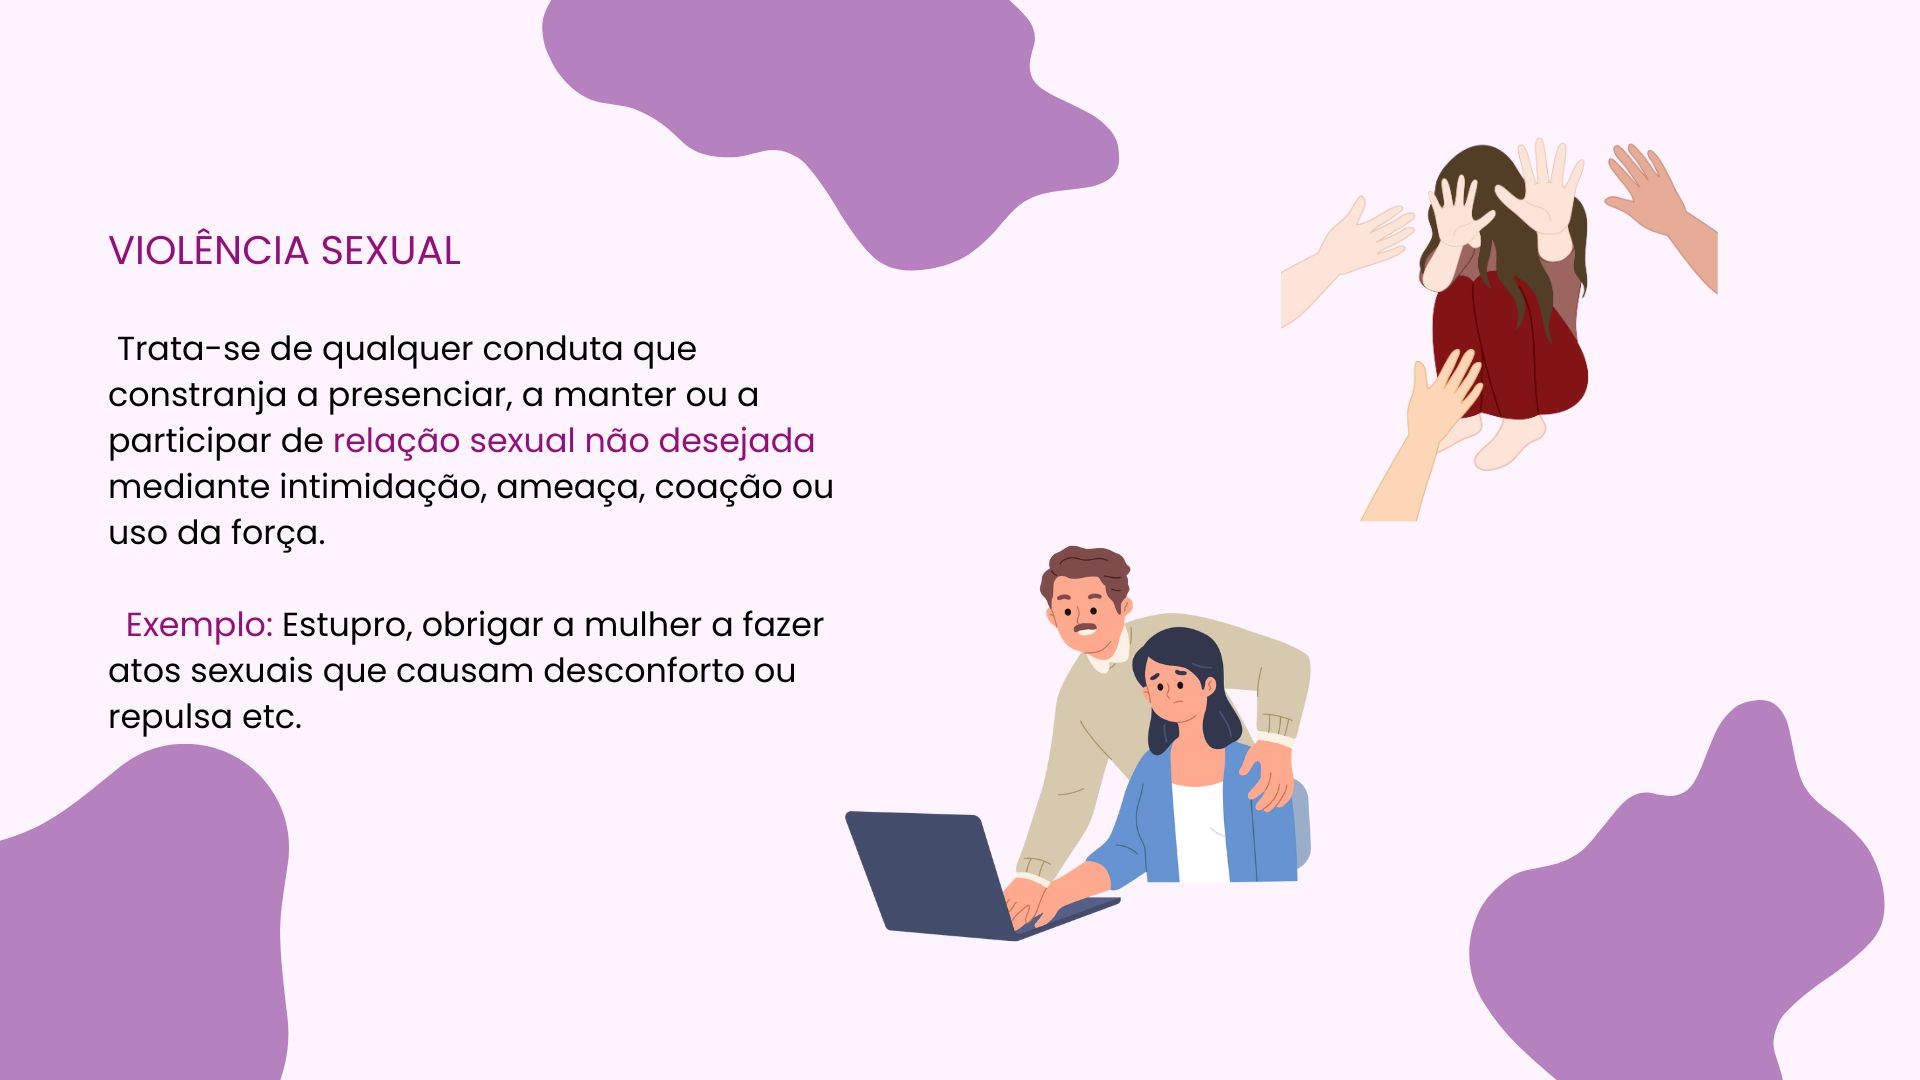 VIOLÊNCIA SEXUAL
Trata-se de qualquer conduta que
constranja a presenciar, a manter ou a
participar de relação sexual não desejada
mediante intimidação, ameaça, coação ou
uso da força.
Exemplo: Estupro, obrigar a mulher a fazer
atos sexuais que causam desconforto ou
repulsa etc.